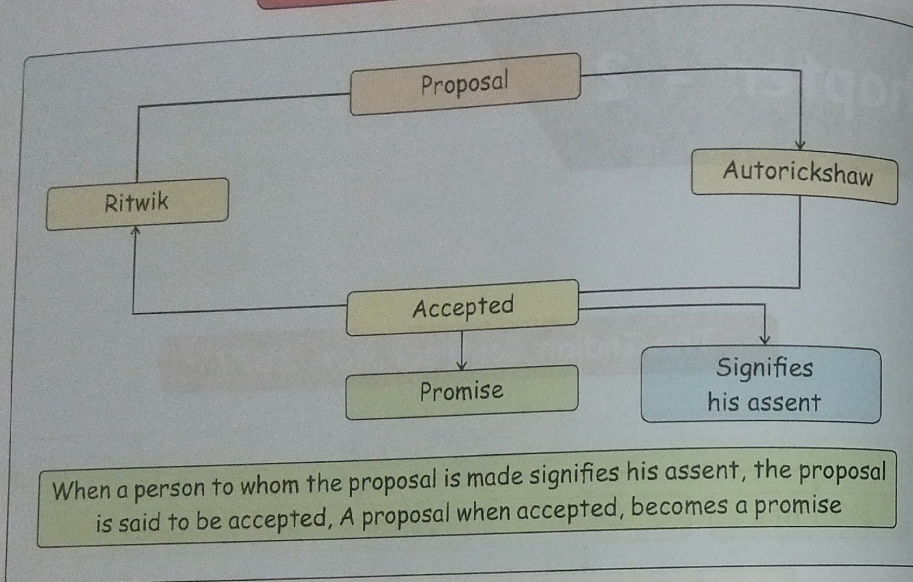 Proposal
Autorickshaw
Ritwik
Accepted
Promise
Signifies
his assent
When a person to whom the proposal is made signifies his assent, the proposal
is said to be accepted, A proposal when accepted, becomes a promise